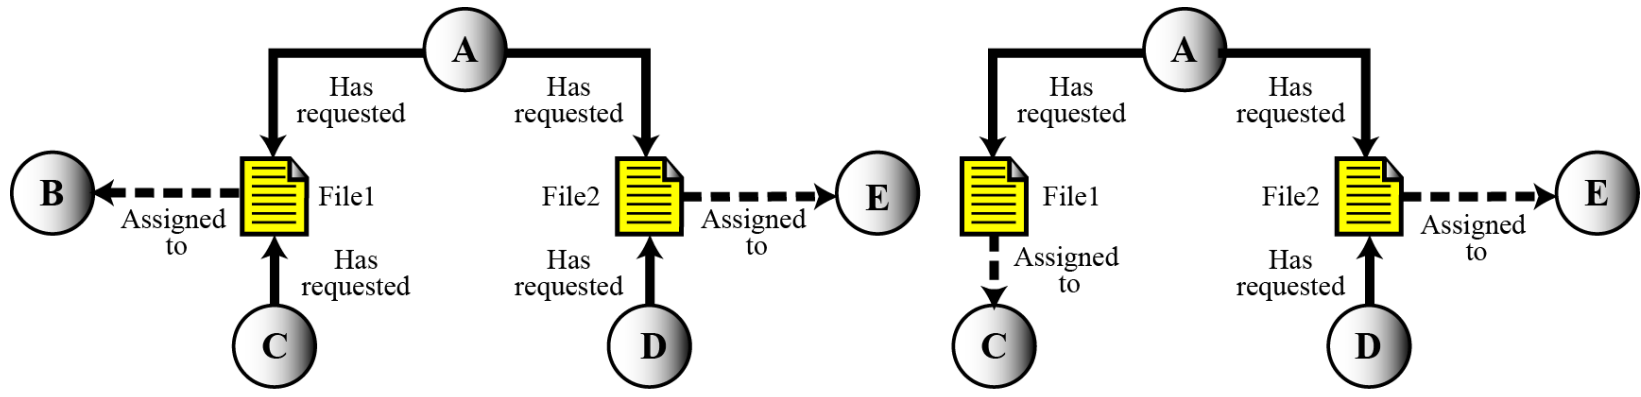 A
Has
requested
Has
requested
B
File1
File2
E
Assigned
to
Assigned
to
Has
requested
Has
requested
C
D
A
Has
requested
Has
requested
File1
File2
E
Assigned
to
Assigned
to
Has
requested
C
D